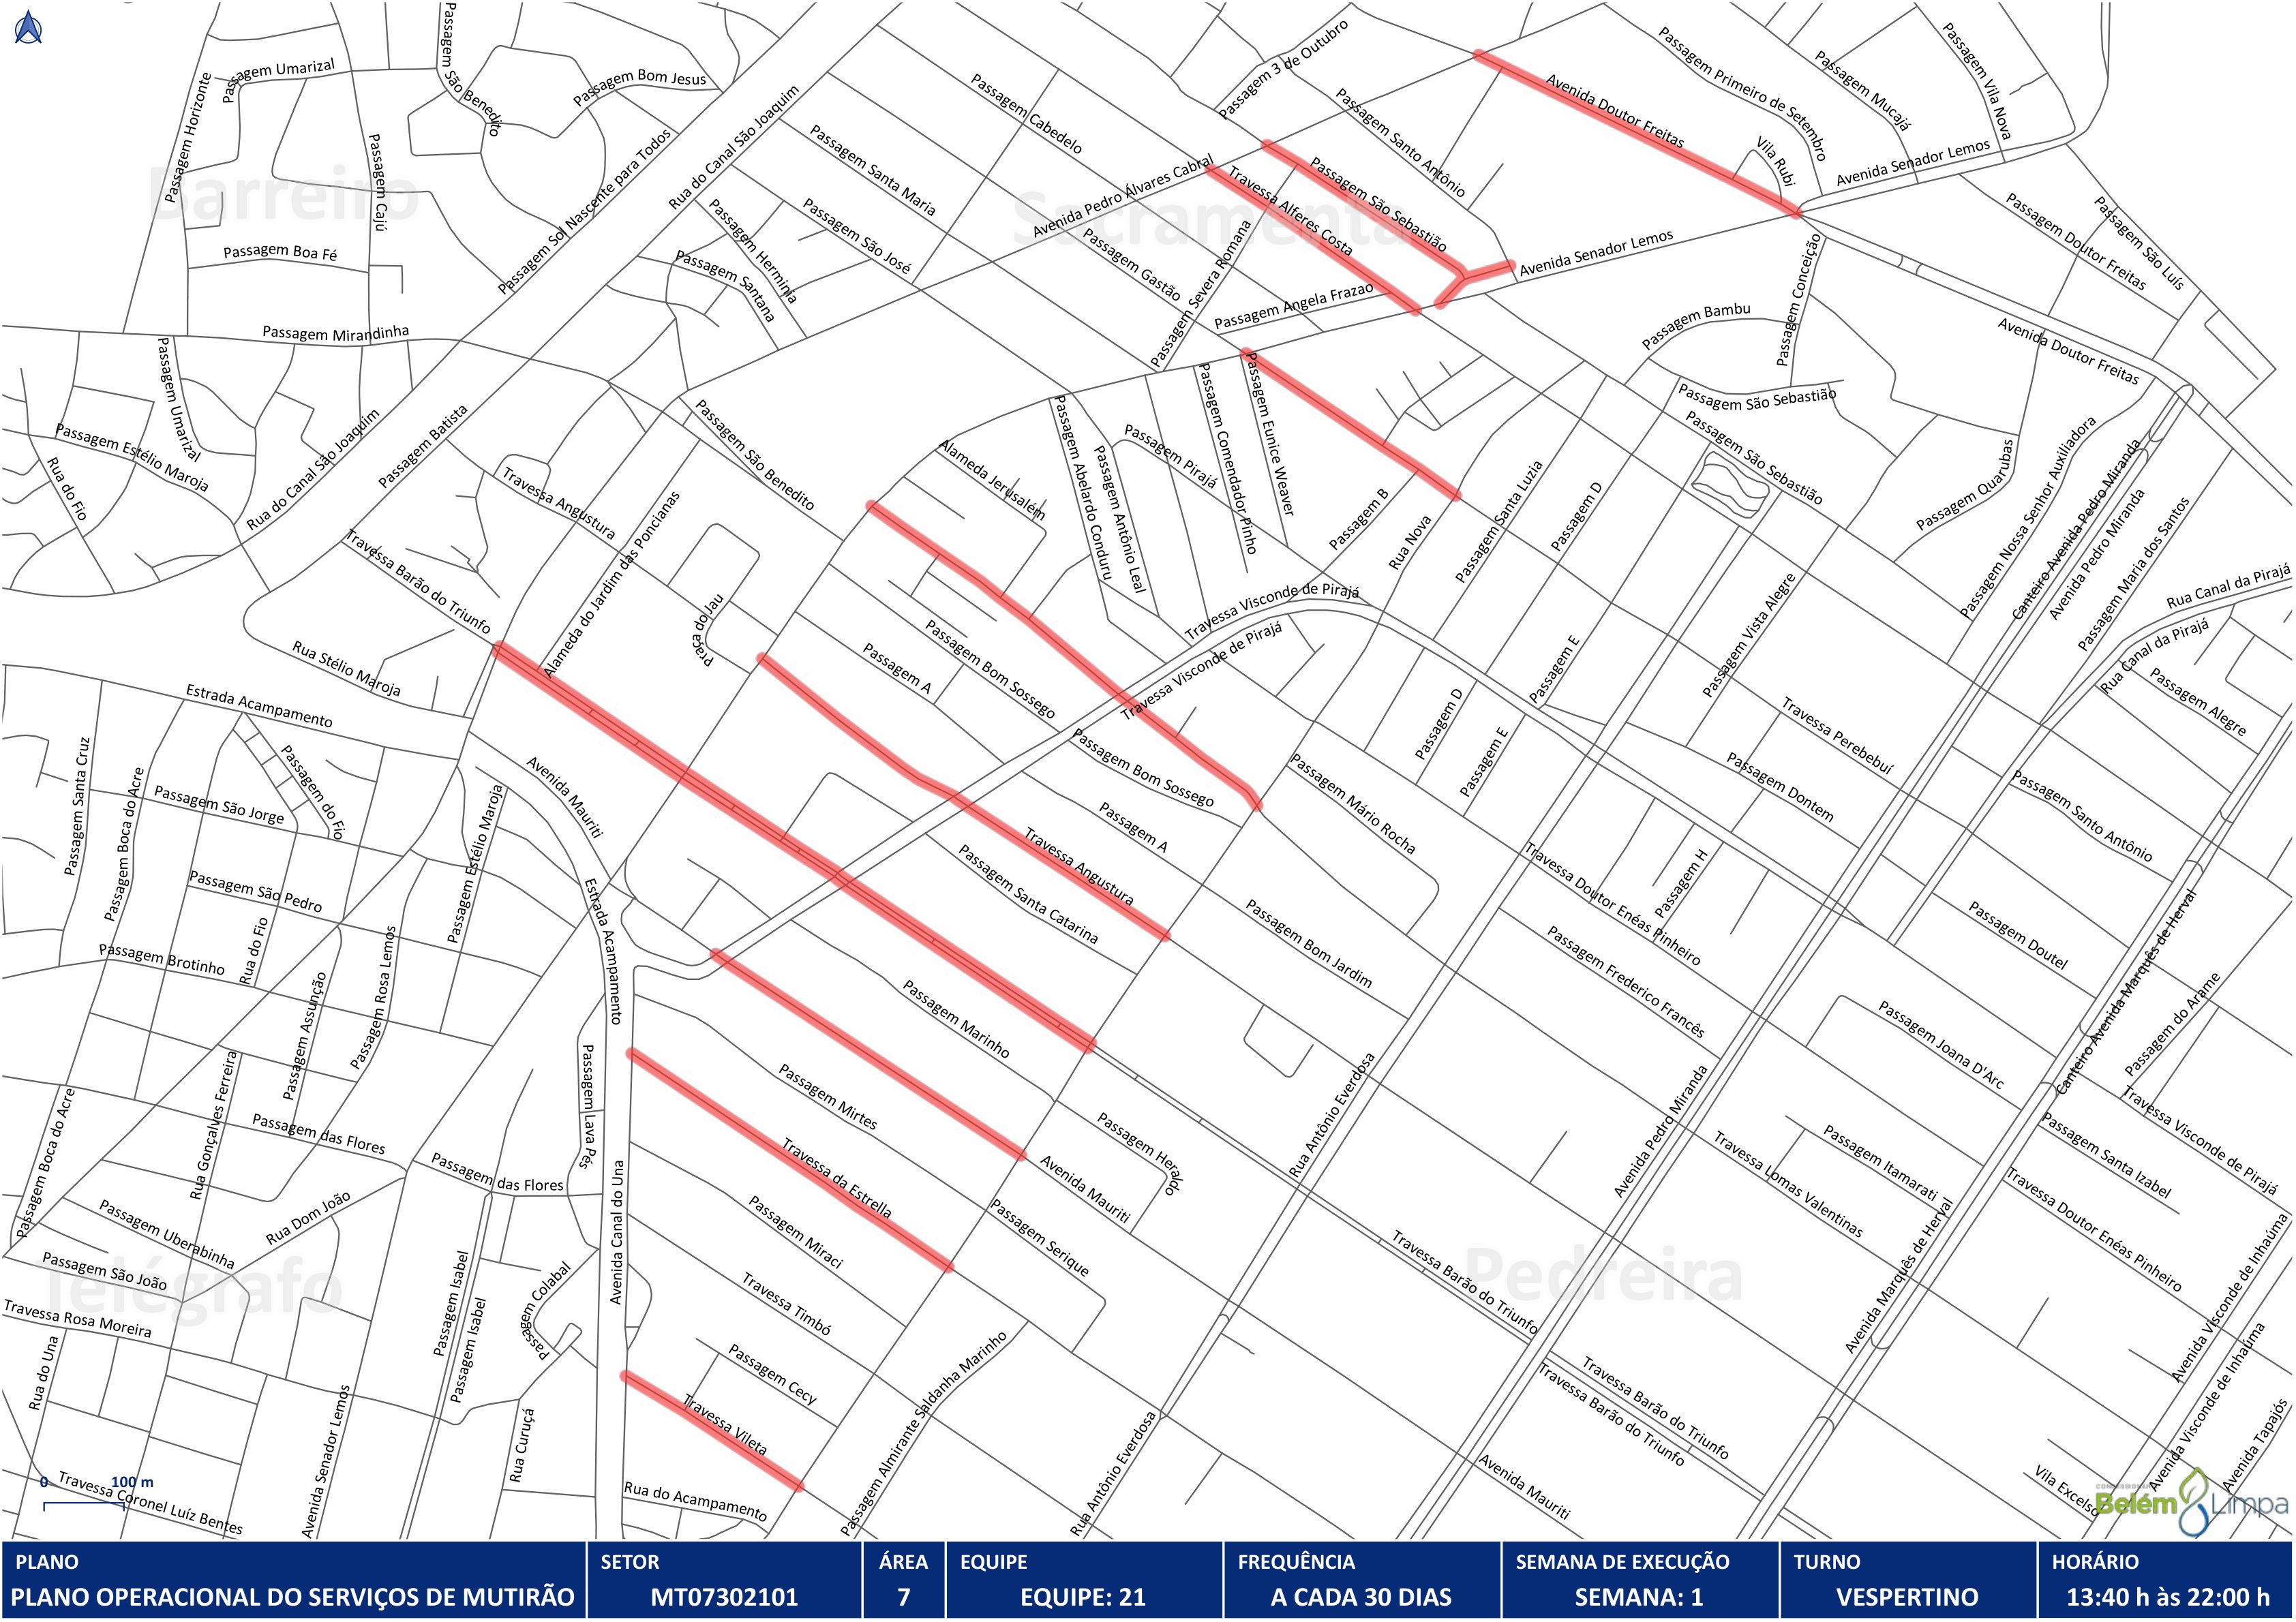 Passagem Umarizal
Passagem São Benedito
Passagem Bom Jesus
Passagem Horizonte
Passagem Cajú
Barreiro
Passagem Sol Nascente para Todos
Rua do Canal São Joaquim
Passagem Boa Fé
Passagem Mirandinha
Passagem Umarizal
Passagem Estélio Maroja
Rua do Fio
Rua do Canal São Joaquim
Passagem Batista
Passagem Santa Maria
Passagem São José
Passagem Hermínia
Passagem Santana
Passagem Cabedelo
Passagem 3 de Outubro
Passagem Santo Antônio
Avenida Pedro Álvares Cabral
Sacramenta
Travessa Alferes Costa
Passagem São Sebastião
Passagem Gastão
Passagem Severa Romana
Passagem Angela Frazao
Avenida Senador Lemos
Avenida Doutor Freitas
Passagem Primeiro de Setembro
Passagem Mucajá
Passagem Vila Nova
Vila Rubi
Avenida Senador Lemos
Passagem Doutor Freitas
Passagem São Luís
Passagem Conceição
Passagem Bambu
Avenida Doutor Freitas
Passagem São Sebastião
Passagem São Sebastião
Passagem Quarubas
Passagem Nossa Senhor Auxiliadora
Canteiro Avenida Pedro Miranda
Avenida Pedro Miranda
Passagem Maria dos Santos
Rua Canal da Pirajá
Rua Canal da Pirajá
Passagem Alegre
Passagem São Benedito
Travessa Angustura
Alameda do Jardim das Poncianas
Travessa Barão do Triunfo
Praça do Jau
Alameda Jerusalém
Passagem Abelardo Conduru
Passagem Antônio Leal
Passagem Pirajá
Passagem Comendador Pinho
Passagem Eunice Weaver
Passagem B
Rua Nova
Passagem Santa Luzia
Passagem D
Passagem E
Passagem Vista Alegre
Travessa Visconde de Pirajá
Travessa Visconde de Pirajá
Passagem A
Passagem Bom Sossego
Passagem Bom Sossego
Passagem A
Passagem D
Passagem E
Passagem Mário Rocha
Travessa Perebebuí
Passagem Dontem
Passagem Santo Antônio
Rua Stélio Maroja
Estrada Acampamento
Passagem Santa Cruz
Passagem Boca do Acre
Passagem do Fio
Passagem São Jorge
Passagem São Pedro
Passagem Estélio Maroja
Avenida Mauriti
Estrada Acampamento
Passagem Brotinho
Rua do Fio
Passagem Assunção
Passagem Rosa Lemos
Passagem Santa Catarina
Travessa Angustura
Passagem Bom Jardim
Travessa Doutor Enéas Pinheiro
Passagem H
Passagem Frederico Francês
Passagem Doutel
Canteiro Avenida Marquês de Herval
Passagem do Arame
Passagem Joana D'Arc
Passagem Marinho
Passagem Mirtes
Passagem Heraldo
Avenida Mauriti
Travessa da Estrella
Passagem Serique
Passagem Miraci
Travessa Timbó
Passagem Cecy
Travessa Vileta
Passagem Almirante Saldanha Marinho
Rua do Acampamento
Passagem Boca do Acre
Rua Gonçalves Ferreira
Passagem das Flores
Passagem das Flores
Passagem Lava Pés
Avenida Canal do Una
Passagem Uberabinha
Rua Dom João
Passagem São João
Telégrafo
Travessa Rosa Moreira
Rua do Una
Passagem Isabel
Passagem Isabel
Passagem Colabal
Rua Curuçá
Avenida Senador Lemos
Travessa Coronel Luíz Bentes
0 100 m
Rua Antônio Everdosa
Rua Antônio Everdosa
Avenida Pedro Miranda
Travessa Lomas Valentinas
Passagem Itamarati
Passagem Santa Izabel
Travessa Visconde de Pirajá
Travessa Doutor Enéas Pinheiro
Avenida Marquês de Herval
Travessa Barão do Triunfo
Pedreira
Travessa Barão do Triunfo
Travessa Barão do Triunfo
Avenida Mauriti
Avenida Visconde de Inhaúma
Avenida Visconde de Inhaúma
Avenida Tapajós
Vila Excelso
Belém Limpa
PLANO
PLANO OPERACIONAL DO SERVIÇOS DE MUTIRÃO
SETOR
MT07302101
ÁREA
7
EQUIPE
EQUIPE: 21
FREQUÊNCIA
A CADA 30 DIAS
SEMANA DE EXECUÇÃO
SEMANA: 1
TURNO
VESPERTINO
HORÁRIO
13:40 h às 22:00 h